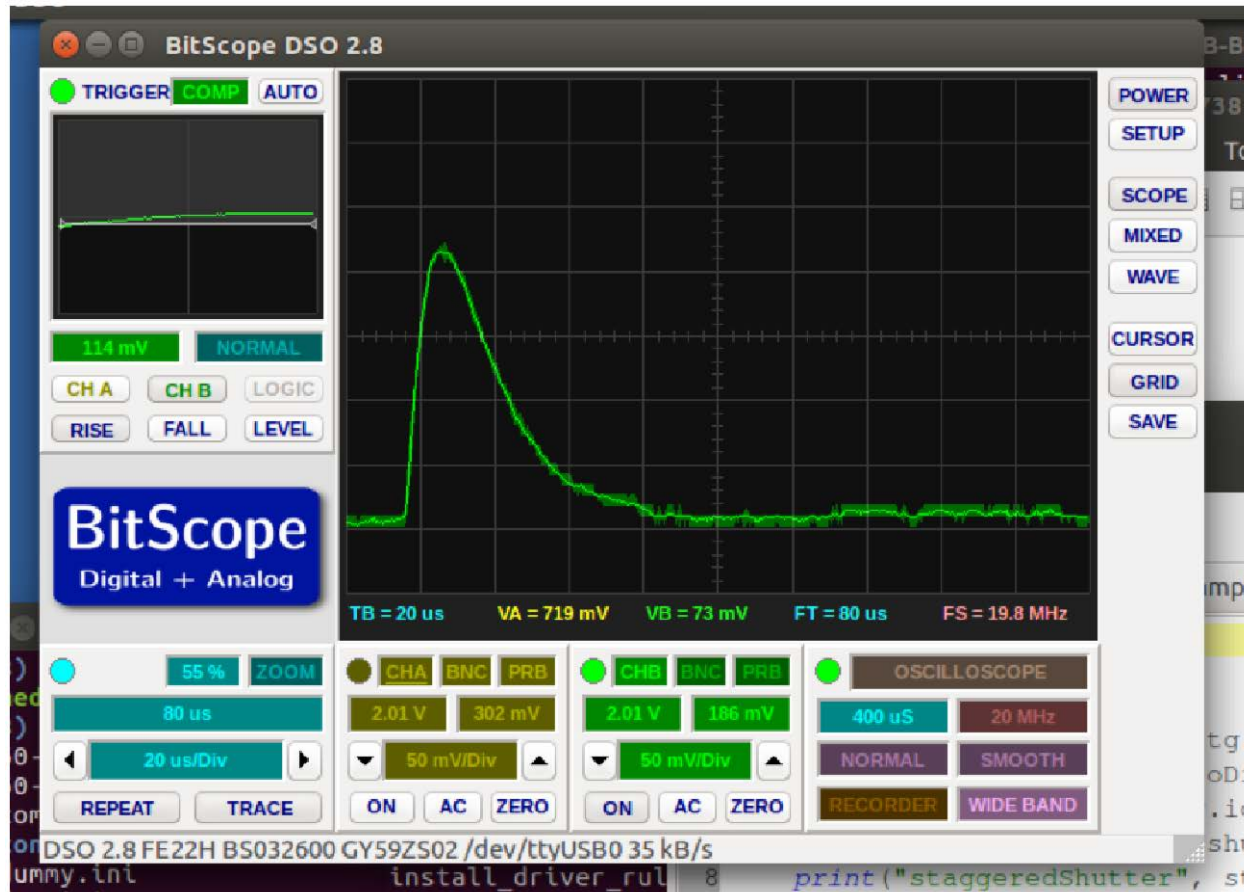 BitScope DSO 2.8
TRIGGER COMP AUTO
114 mV NORMAL
CH A CH B LOGIC
RISE FALL LEVEL
BitScope
Digital + Analog
TB = 20 us VA = 719 mV VB = 73 mV FT = 80 us FS = 19.8 MHz
POWER
SETUP
SCOPE
MIXED
WAVE
CURSOR
GRID
SAVE
55 % ZOOM
80 us
20 us/Div
REPEAT TRACE
CHA BNC PRB
2.01 V 302 mV
50 mV/Div
ON AC ZERO
CHB BNC PRB
2.01 V 186 mV
50 mV/Div
ON AC ZERO
OSCILLOSCOPE
400 uS 20 MHz
NORMAL SMOOTH
RECORDER WIDE BAND
DSO 2.8 FE22H BS032600 GY59ZS02 /dev/ttyUSB0 35 kB/s
ummy.ini install_driver_rul 8 print("staggeredShutter", st